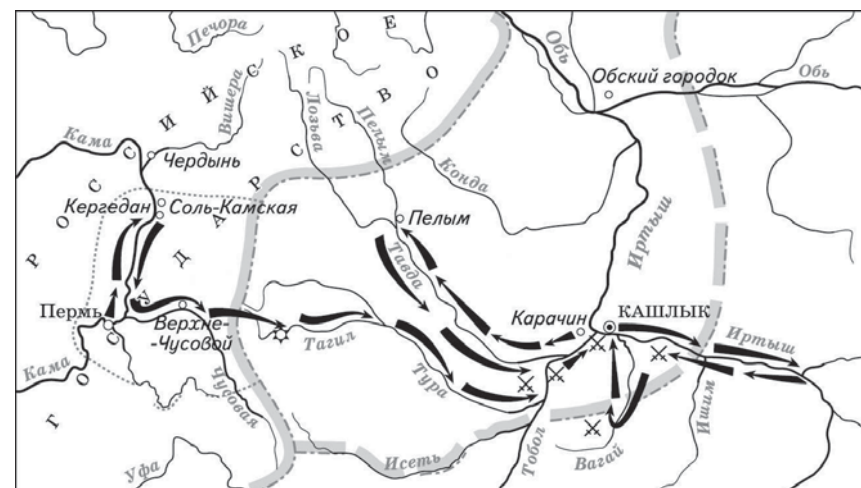 Печора
Вишера
Кама
Чердынь
Кергедан
Соль-Камская
Пермь
Верхне-
-Чусовой
Кама
Чусовая
Уфа
РОССИЙСКОЕ
ГОСУДАРСТВО
Лозьва
Пелым
Конда
Обь
Обский городок
Обь
Пелым
Тавда
Иртыш
Карачин
КАШЛЫК
Иртыш
Тагил
Тура
Исеть
Тобол
Вагай
Ишим